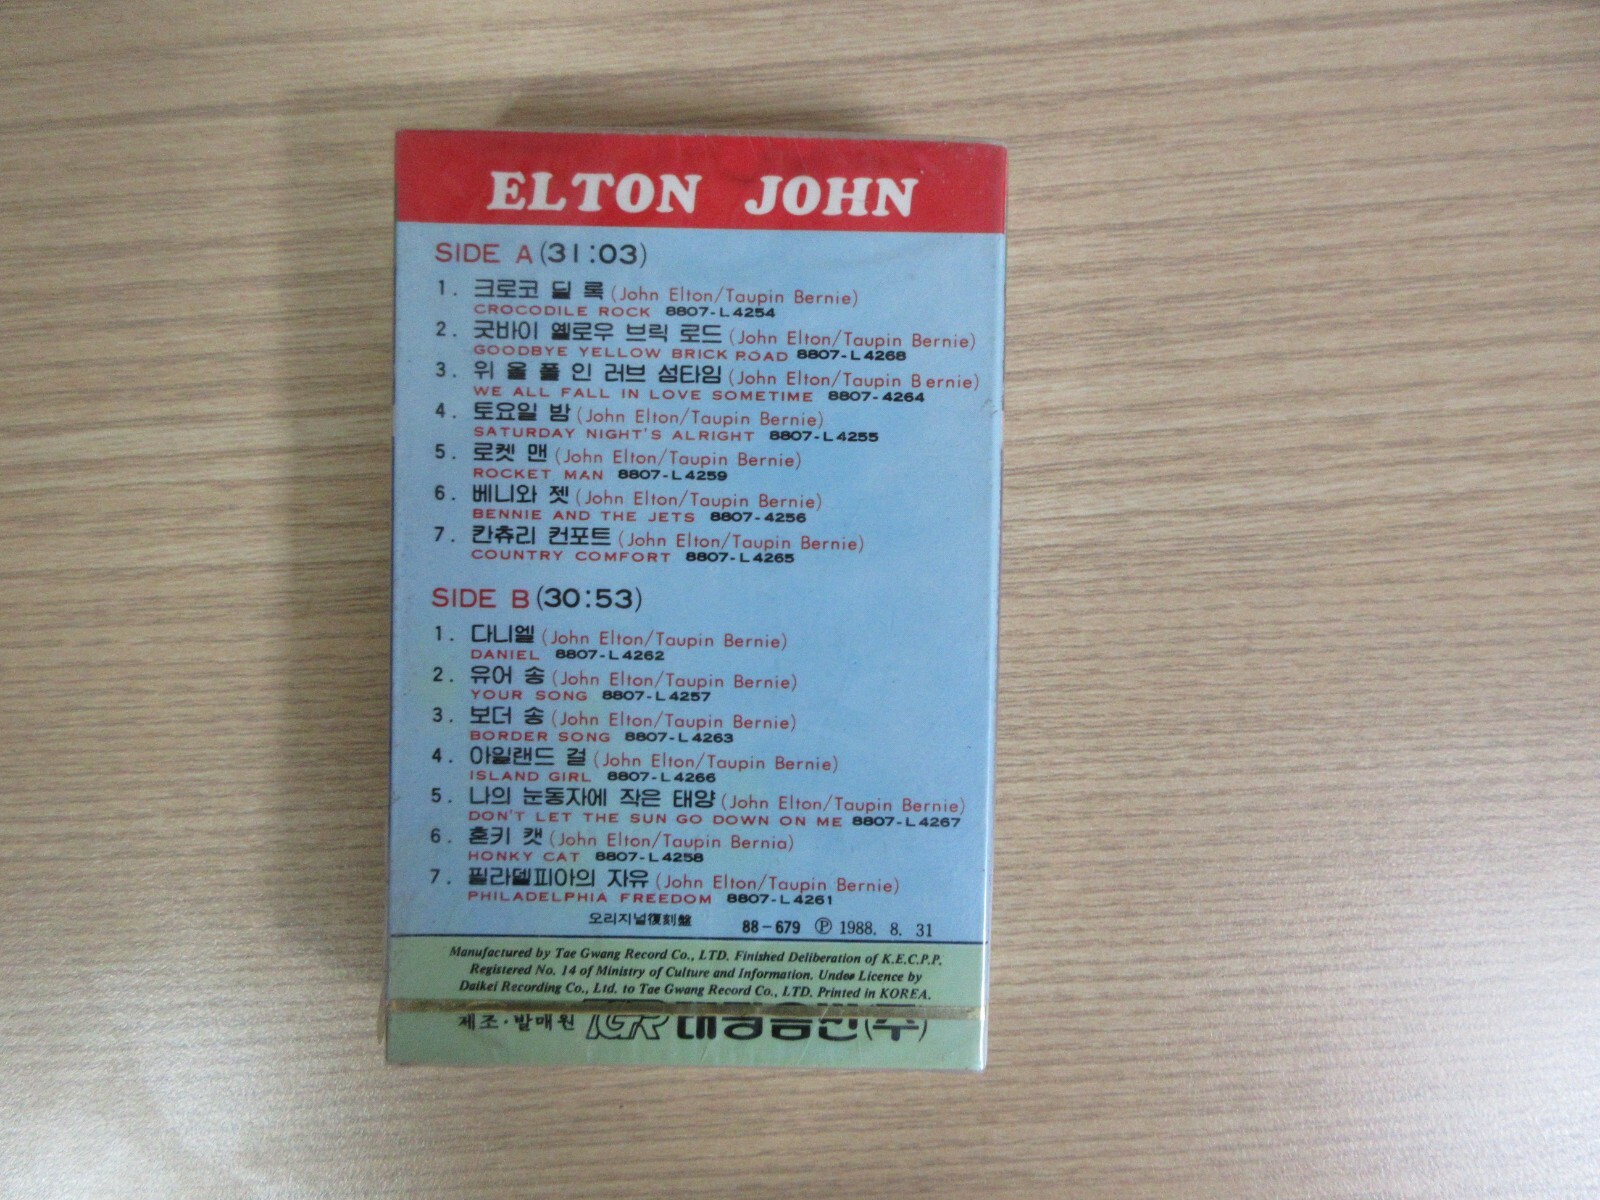 ELTON JOHN
SIDE A (31:03)
1. 크로코 딜 록 (John Elton/Taupin Bernie)
CROCODILE ROCK 8807-L4254
2. 굿바이 옐로우 브릭 로드 (John Elton/Taupin Bernie)
GOODBYE YELLOW BRICK ROAD 8807-L4268
3. 위 올 폴 인 러브 섬타임 (John Elton/Taupin Bernie)
WE ALL FALL IN LOVE SOMETIME 8807-4264
4. 토요일 밤 (John Elton/Taupin Bernie)
SATURDAY NIGHT'S ALRIGHT 8807-L4255
5. 로켓 맨 (John Elton/Taupin Bernie)
ROCKET MAN 8807-L4259
6. 베니와 젯 (John Elton/Taupin Bernie)
BENNIE AND THE JETS 8807-4256
7. 칸츄리 컨포트 (John Elton/Taupin Bernie)
COUNTRY COMFORT 8807-L4265
SIDE B (30:53)
1. 다니엘 (John Elton/Taupin Bernie)
DANIEL 8807-L4262
2. 유어 송 (John Elton/Taupin Bernie)
YOUR SONG 8807-L4257
3. 보더 송 (John Elton/Taupin Bernie)
BORDER SONG 8807-L4263
4. 아일랜드 걸 (John Elton/Taupin Bernie)
ISLAND GIRL 8807-L4266
5. 나의 눈동자에 작은 태양 (John Elton/Taupin Bernie)
DON'T LET THE SUN GO DOWN ON ME 8807-L4267
6. 혼키 캣 (John Elton/Taupin Bernia)
HONKY CAT 8807-L4258
7. 필라델피아의 자유 (John Elton/Taupin Bernie)
PHILADELPHIA FREEDOM 8807-L4261
오리지널復刻盤 88-679 Ⓟ 1988. 8. 31
Manufactured by Tae Gwang Record Co., LTD. Finished Deliberation of K.E.C.P.P.
Registered No. 14 of Ministry of Culture and Information. Under Licence by
Daikei Recording Co., Ltd. to Tae Gwang Record Co., LTD. Printed in KOREA.
제조·발매원 TGR 태광음반(주)